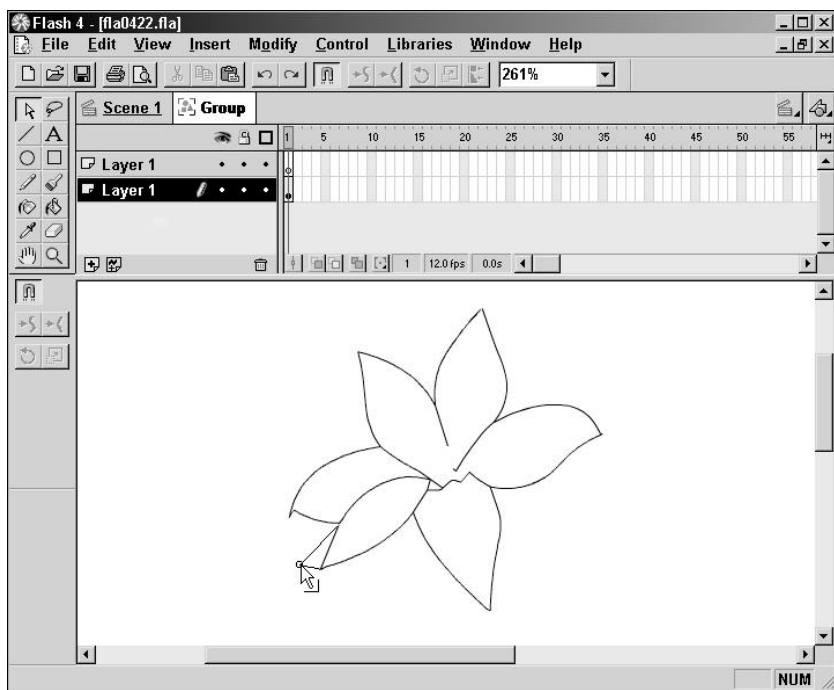 Flash 4 - [fla0422.fla]
File Edit View Insert Modify Control Libraries Window Help
261%
Scene 1 Group
1 5 10 15 20 25 30 35 40 45 50 55
Layer 1
Layer 1
1 12.0 fps 0.0s
NUM